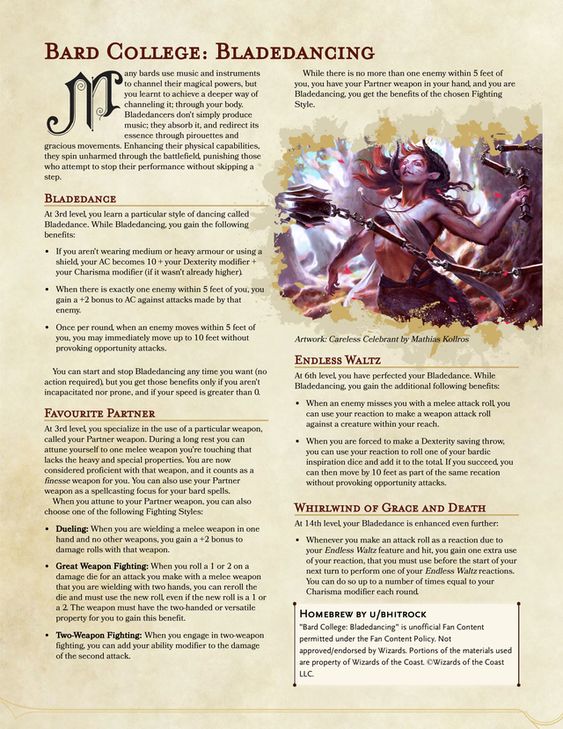 BARD COLLEGE: BLADEDANCING
Many bards use music and instruments
to channel their magical powers, but
you learnt to achieve a deeper way of
channeling it; through your body.
Bladedancers don't simply produce
music; they absorb it, and redirect its
essence through pirouettes and
gracious movements. Enhancing their physical capabilities,
they spin unharmed through the battlefield, punishing those
who attempt to stop their performance without skipping a
step.
BLADEDANCE
At 3rd level, you learn a particular style of dancing called
Bladedance. While Bladedancing, you gain the following
benefits:
• If you aren't wearing medium or heavy armour or using a
shield, your AC becomes 10 + your Dexterity modifier +
your Charisma modifier (if it wasn't already higher).
• When there is exactly one enemy within 5 feet of you, you
gain a +2 bonus to AC against attacks made by that
enemy.
• Once per round, when an enemy moves within 5 feet of
you, you may immediately move up to 10 feet without
provoking opportunity attacks.
You can start and stop Bladedancing any time you want (no
action required), but you get those benefits only if you aren't
incapacitated nor prone, and if your speed is greater than 0.
FAVOURITE PARTNER
At 3rd level, you specialize in the use of a particular weapon,
called your Partner weapon. During a long rest you can
attune yourself to one melee weapon you're touching that
lacks the heavy and special properties. You are now
considered proficient with that weapon, and it counts as a
finesse weapon for you. You can also use your Partner
weapon as a spellcasting focus for your bard spells.
When you attune to your Partner weapon, you can also
choose one of the following Fighting Styles:
• Dueling: When you are wielding a melee weapon in one
hand and no other weapons, you gain a +2 bonus to
damage rolls with that weapon.
• Great Weapon Fighting: When you roll a 1 or 2 on a
damage die for an attack you make with a melee weapon
that you are wielding with two hands, you can reroll the
die and must use the new roll, even if the new roll is a 1 or
a 2. The weapon must have the two-handed or versatile
property for you to gain this benefit.
• Two-Weapon Fighting: When you engage in two-weapon
fighting, you can add your ability modifier to the damage
of the second attack.
While there is no more than one enemy within 5 feet of
you, you have your Partner weapon in your hand, and you are
Bladedancing, you get the benefits of the chosen Fighting
Style.
Artwork: Careless Celebrant by Mathias Kollros
ENDLESS WALTZ
At 6th level, you have perfected your Bladedance. While
Bladedancing, you gain the additional following benefits:
• When an enemy misses you with a melee attack roll, you
can use your reaction to make a weapon attack roll
against a creature within your reach.
• When you are forced to make a Dexterity saving throw,
you can use your reaction to roll one of your bardic
inspiration dice and add it to the total. If you succeed, you
can then move by 10 feet as part of the same reaction
without provoking opportunity attacks.
WHIRLWIND OF GRACE AND DEATH
At 14th level, your Bladedance is enhanced even further:
• Whenever you make an attack roll as a reaction due to
your Endless Waltz feature and hit, you gain one extra use
of your reaction, that you must use before the start of your
next turn to perform one of your Endless Waltz reactions.
You can do so up to a number of times equal to your
Charisma modifier each round.
HOMEBREW BY U/BHITROCK
"Bard College: Bladedancing" is unofficial Fan Content
permitted under the Fan Content Policy. Not
approved/endorsed by Wizards. Portions of the materials used
are property of Wizards of the Coast. ©Wizards of the Coast
LLC.